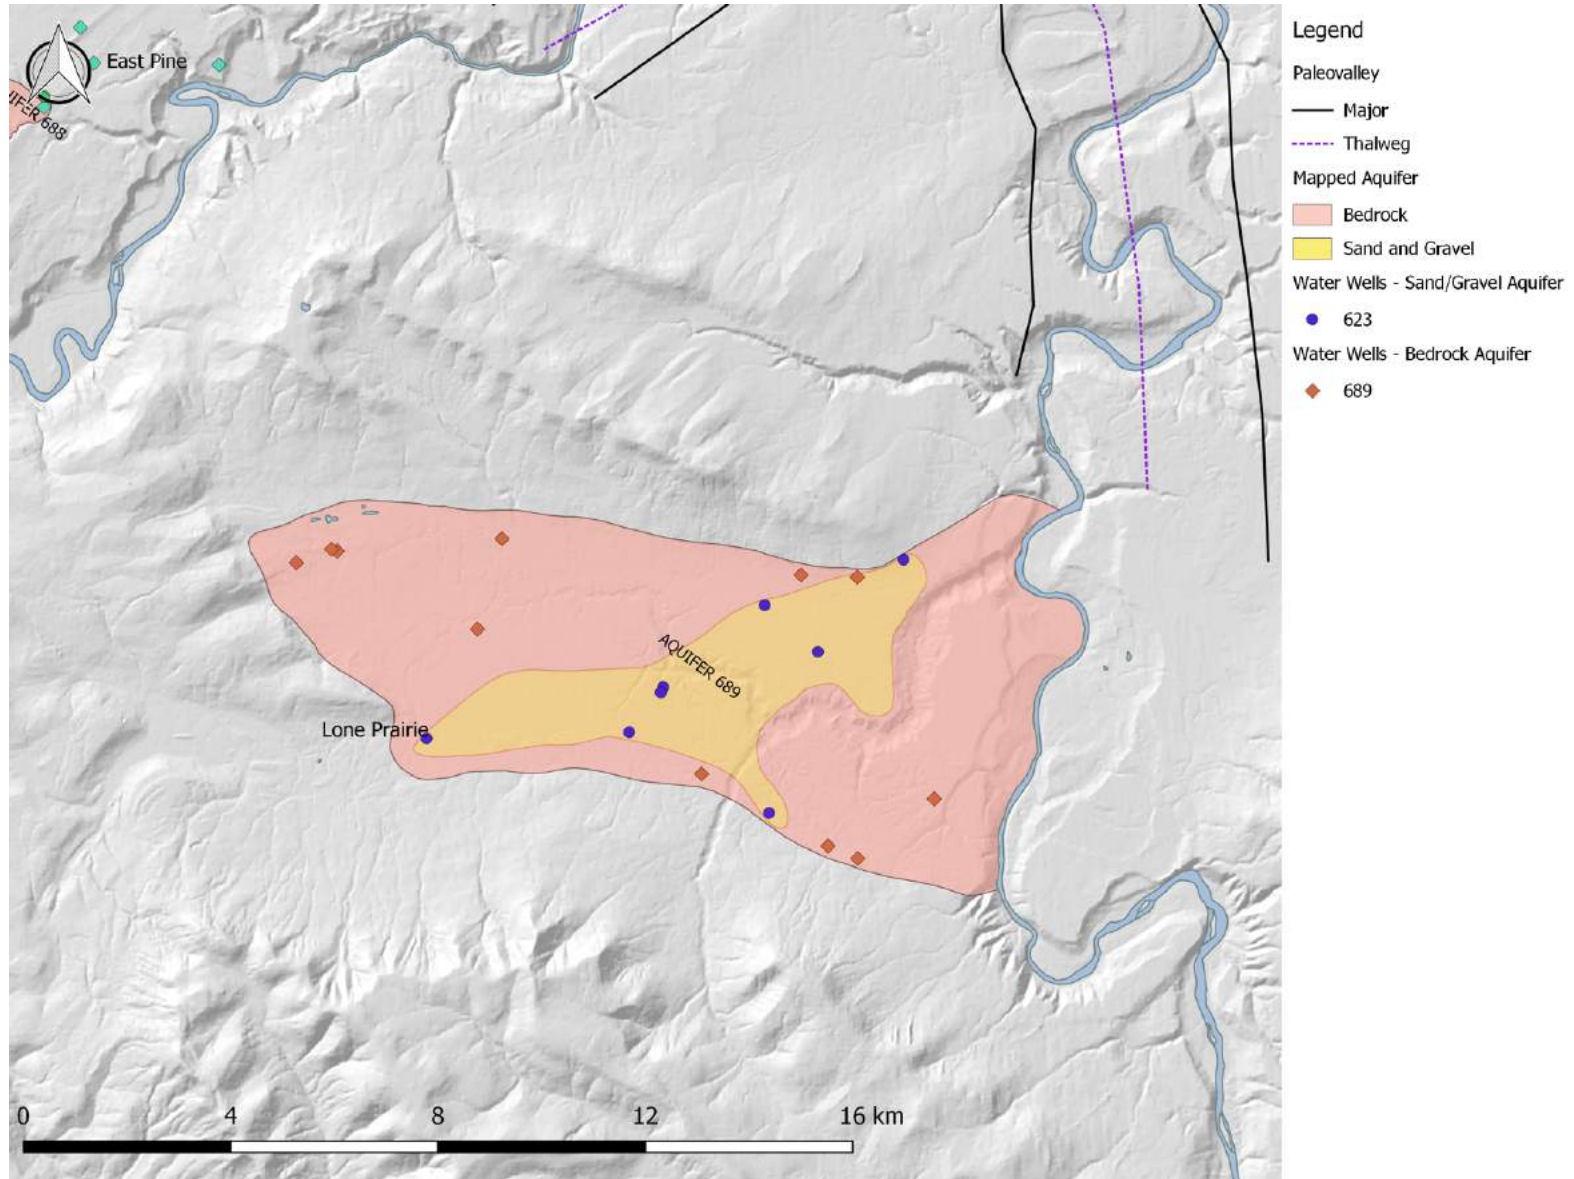 East Pine
IFER 688
AQUIFER 689
Lone Prairie
0 4 8 12 16 km
Legend
Paleovalley
Major
Thalweg
Mapped Aquifer
Bedrock
Sand and Gravel
Water Wells - Sand/Gravel Aquifer
623
Water Wells - Bedrock Aquifer
689